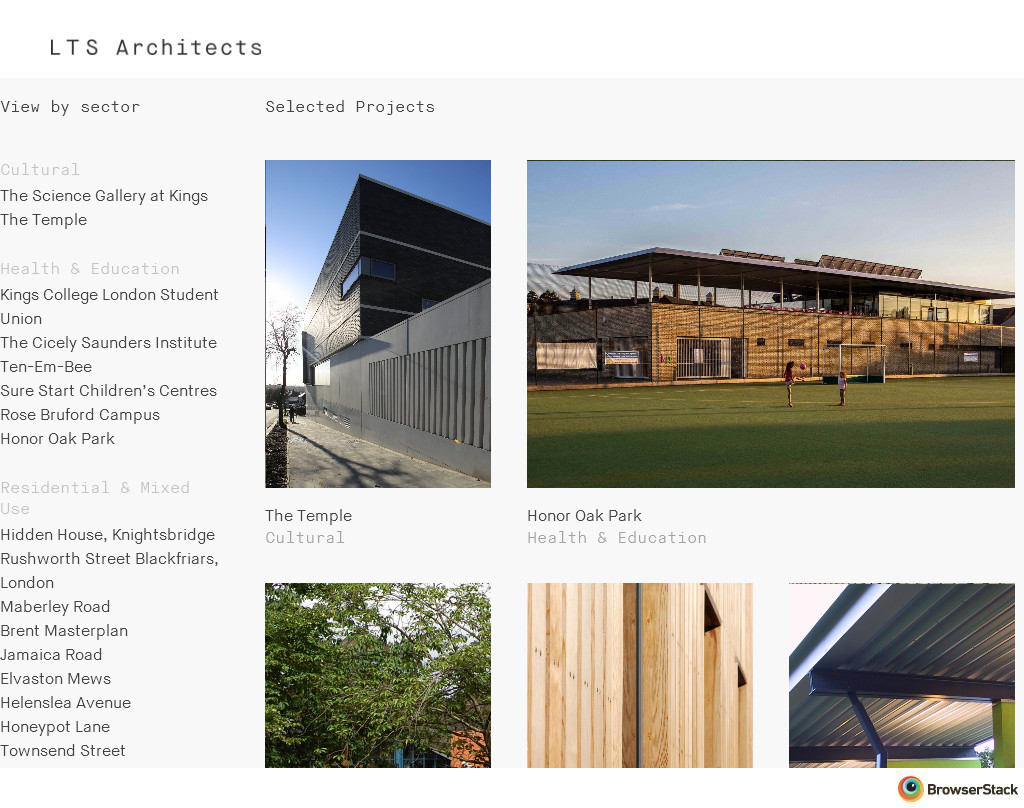 LTS Architects
View by sector
Selected Projects
Cultural
The Science Gallery at Kings
The Temple
Health & Education
Kings College London Student
Union
The Cicely Saunders Institute
Ten-Em-Bee
Sure Start Children’s Centres
Rose Bruford Campus
Honor Oak Park
Residential & Mixed
Use
Hidden House, Knightsbridge
Rushworth Street Blackfriars,
London
Maberley Road
Brent Masterplan
Jamaica Road
Elvaston Mews
Helenslea Avenue
Honeypot Lane
Townsend Street
The Temple
Cultural
Honor Oak Park
Health & Education
BrowserStack